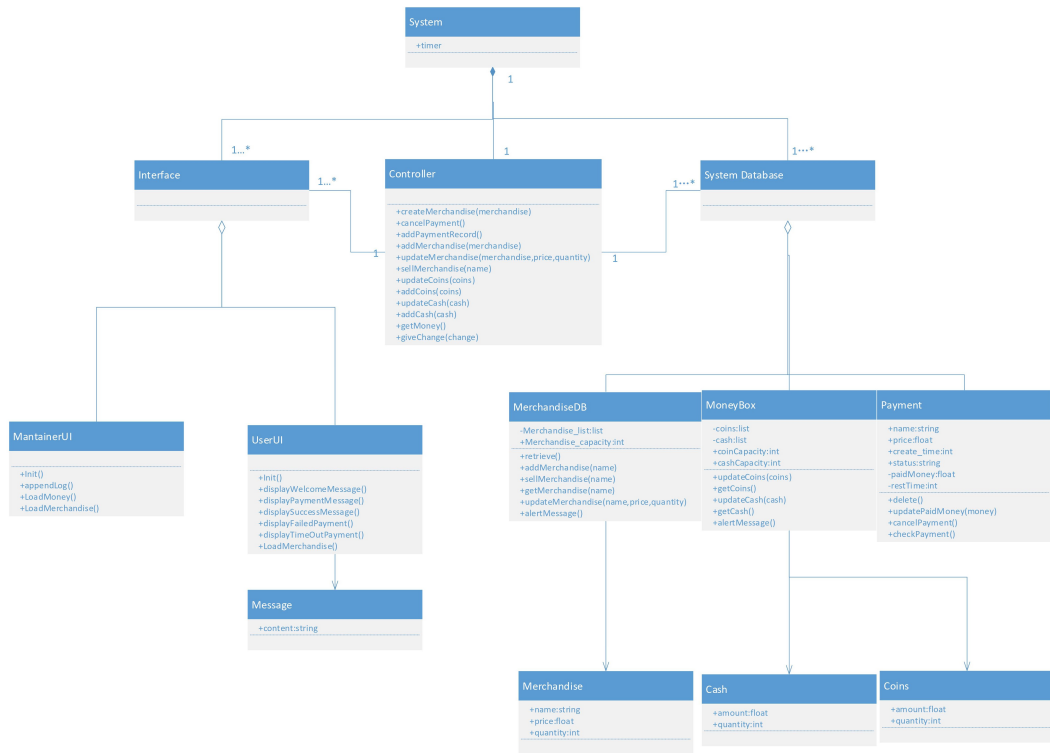 System
+timer
1
1...*
1
1...*
Interface
Controller
System Database
1...*
1...*
1
1
+createMerchandise(merchandise)
+cancelPayment()
+addPaymentRecord()
+addMerchandise(merchandise)
+updateMerchandise(merchandise,price,quantity)
+sellMerchandise(name)
+updateCoins(coins)
+addCoins(coins)
+updateCash(cash)
+addCash(cash)
+getMoney()
+giveChange(change)
MantainerUI
+Init()
+appendLog()
+LoadMoney()
+LoadMerchandise()
UserUI
+Init()
+displayWelcomeMessage()
+displayPaymentMessage()
+displaySuccessMessage()
+displayFailedPayment()
+displayTimeOutPayment()
+LoadMerchandise()
Message
+content:string
MerchandiseDB
-Merchandise_list:list
+Merchandise_capacity:int
+retrieve()
+addMerchandise(name)
+sellMerchandise(name)
+getMerchandise(name)
+updateMerchandise(name,price,quantity)
+alertMessage()
MoneyBox
-coins:list
-cash:list
+coinCapacity:int
+cashCapacity:int
+updateCoins(coins)
+getCoins()
+updateCash(cash)
+getCash()
+alertMessage()
Payment
+name:string
+price:float
+create_time:int
+status:string
-paidMoney:float
-restTime:int
+delete()
+updatePaidMoney(money)
+cancelPayment()
+checkPayment()
Merchandise
+name:string
+price:float
+quantity:int
Cash
+amount:float
+quantity:int
Coins
+amount:float
+quantity:int